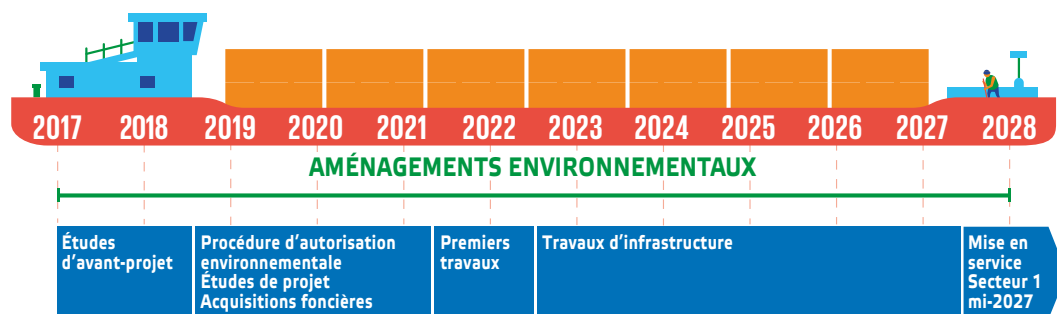 2017 2018 2019 2020 2021 2022 2023 2024 2025 2026 2027 2028
AMÉNAGEMENTS ENVIRONNEMENTAUX
Études
d’avant-projet
Procédure d’autorisation
environnementale
Études de projet
Acquisitions foncières
Premiers
travaux
Travaux d’infrastructure
Mise en
service
Secteur 1
mi-2027